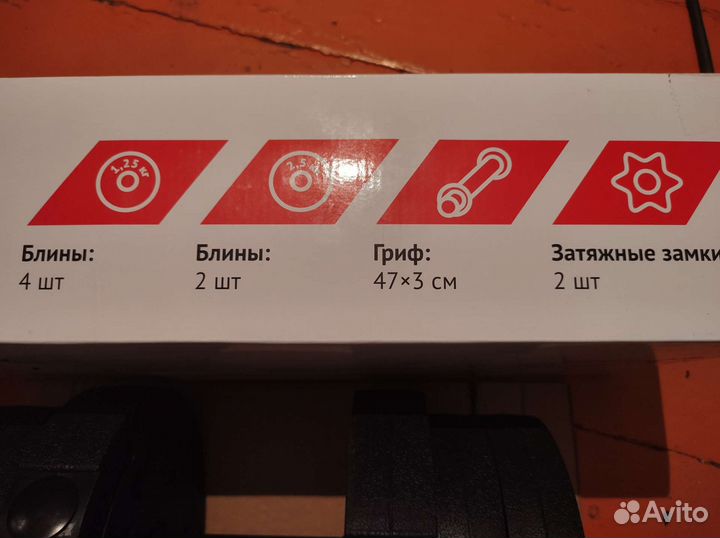 1,25 кг
2,5
Блины:
4 шт
Блины:
2 шт
Гриф:
47×3 см
Затяжные замки
2 шт
Avito